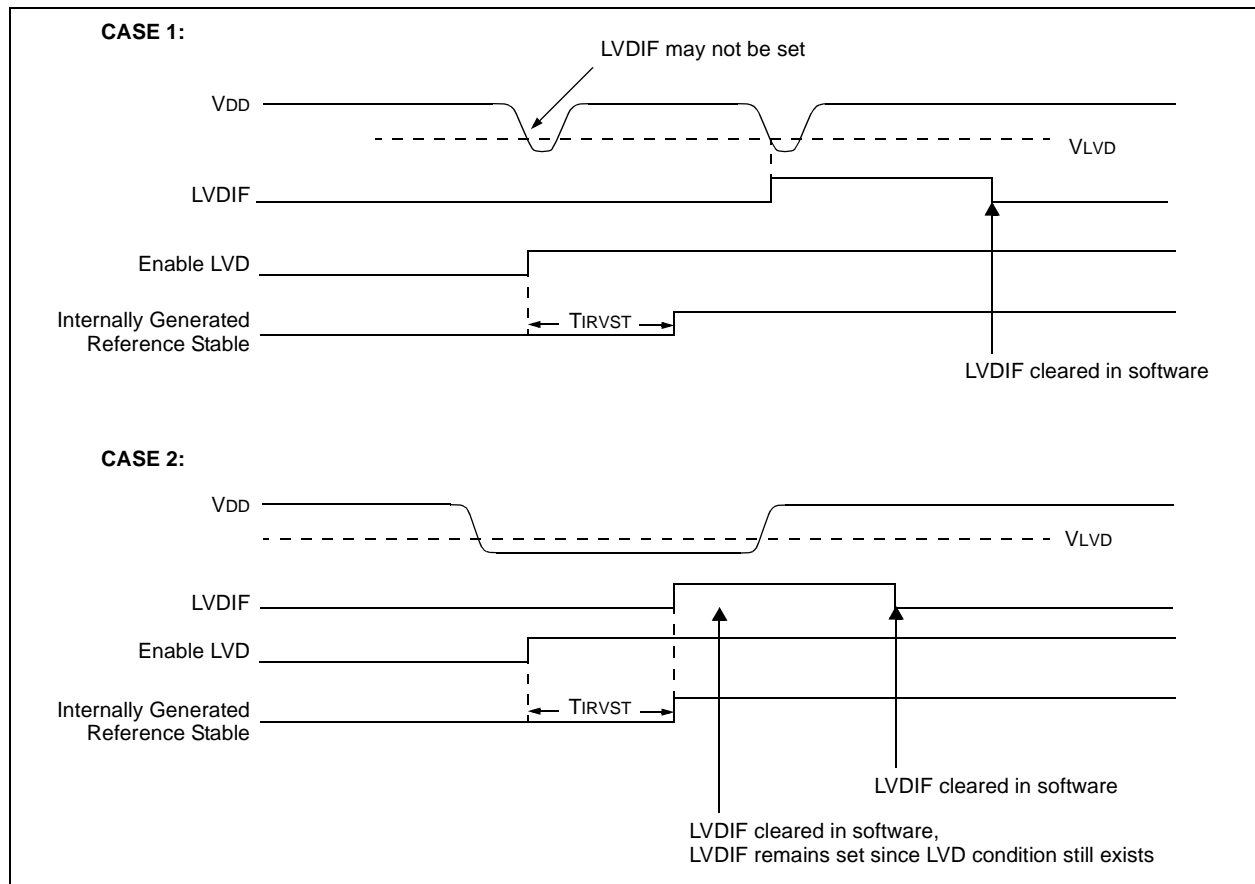 CASE 1:
LVDIF may not be set
VDD
VLVD
LVDIF
Enable LVD
TIRVST
Internally Generated
Reference Stable
LVDIF cleared in software
CASE 2:
VDD
VLVD
LVDIF
Enable LVD
TIRVST
Internally Generated
Reference Stable
LVDIF cleared in software
LVDIF cleared in software,
LVDIF remains set since LVD condition still exists